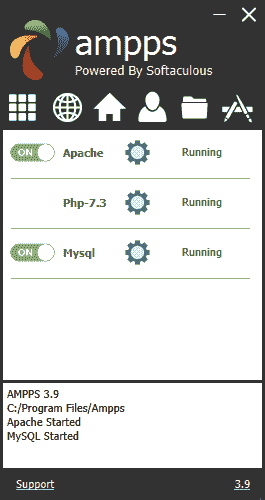 ampps
Powered By Softaculous
ON Apache Running
Php-7.3 Running
ON Mysql Running
AMPPS 3.9
C:/Program Files/Ampps
Apache Started
MySQL Started
Support 3.9